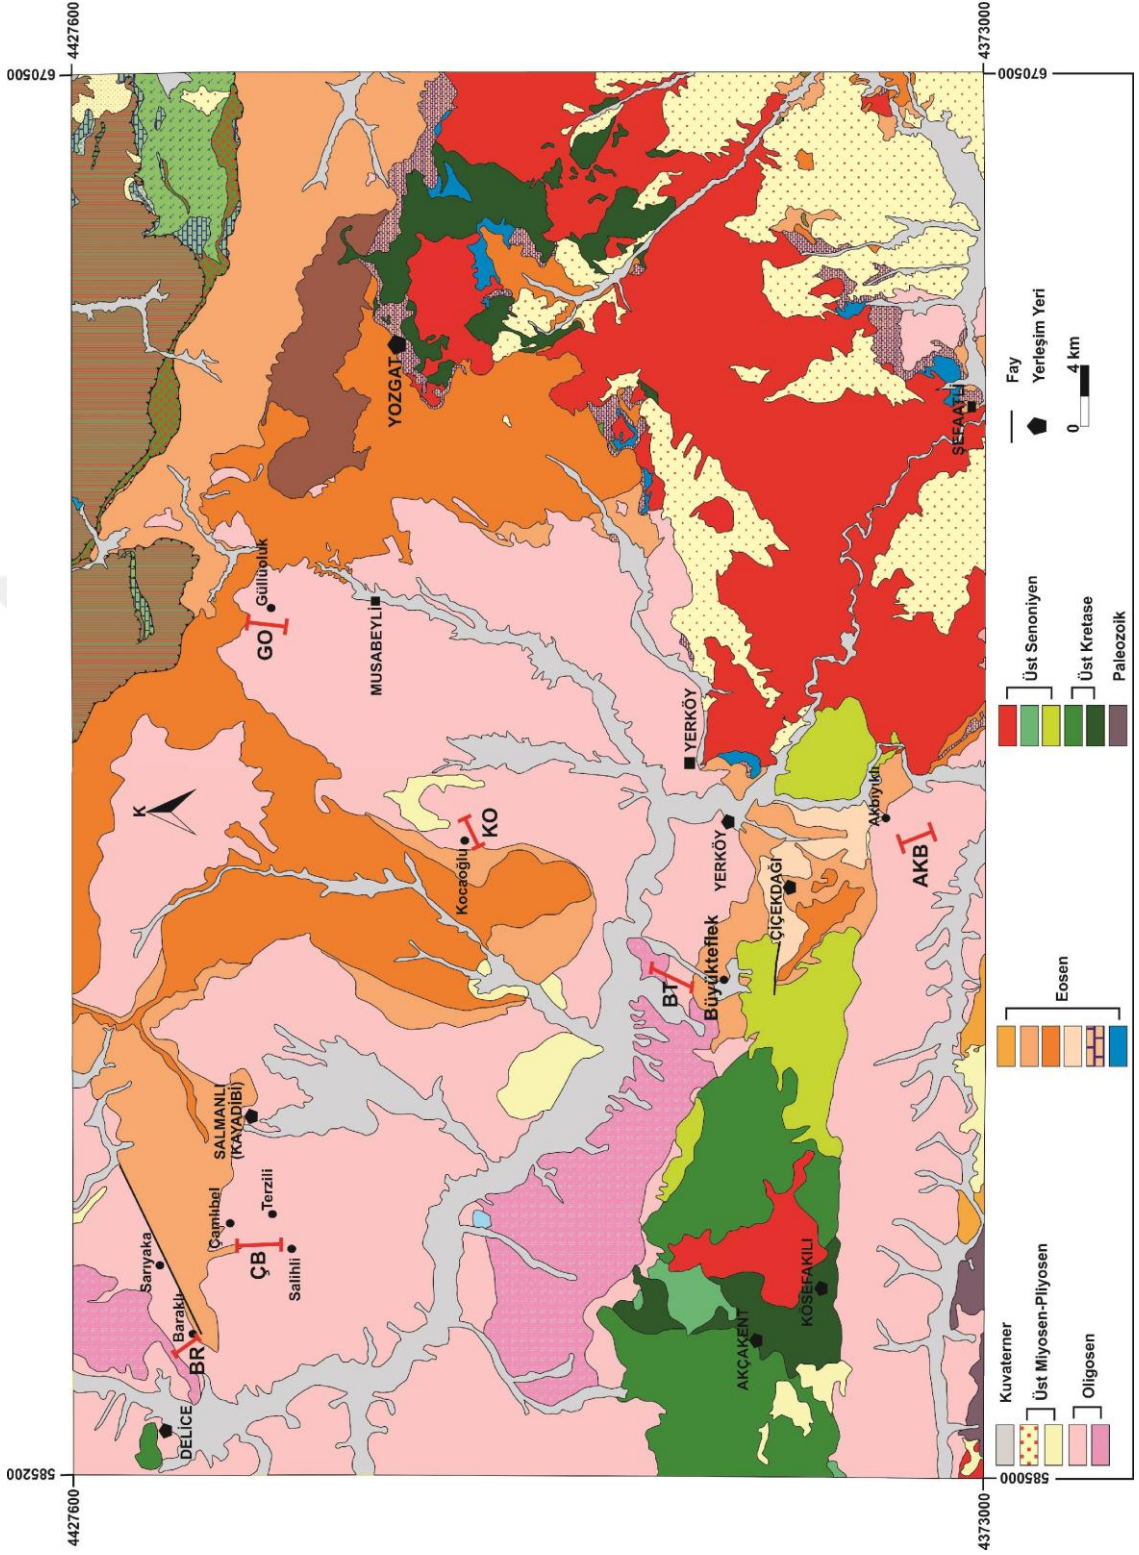 4427600
4373000
670500
670500
YOZGAT
ŞEFAATLİ
Güllüoluk
GO
MUSABEYLİ
K
YERKÖY
Kocaoğlu
KO
YERKÖY
Akbıyıklı
AKB
ÇİÇEKDAĞI
BT
Büyükteflek
SALMANLI
(KAYADİBİ)
Terzili
Çamlıbel
ÇB
Salihli
Sarıyaka
Baraklı
BR
DELİCE
AKÇAKENT
KÖSEFAKILI
585200
585000
4427600
4373000
Kuvaterner
Üst Miyosen-Pliyosen
Oligosen
Eosen
Üst Senoniyen
Üst Kretase
Paleozoik
Fay
Yerleşim Yeri
0 4 km